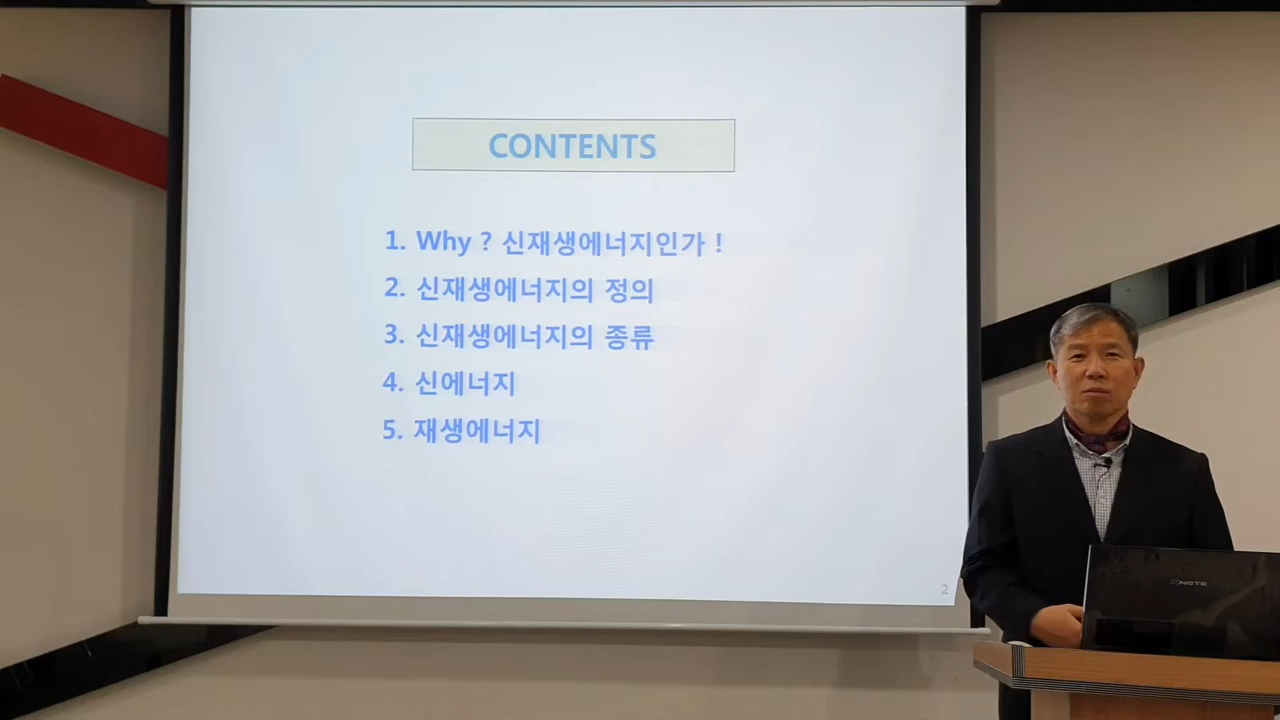 CONTENTS
1. Why ? 신재생에너지인가 !
2. 신재생에너지의 정의
3. 신재생에너지의 종류
4. 신에너지
5. 재생에너지
2
XNOTE